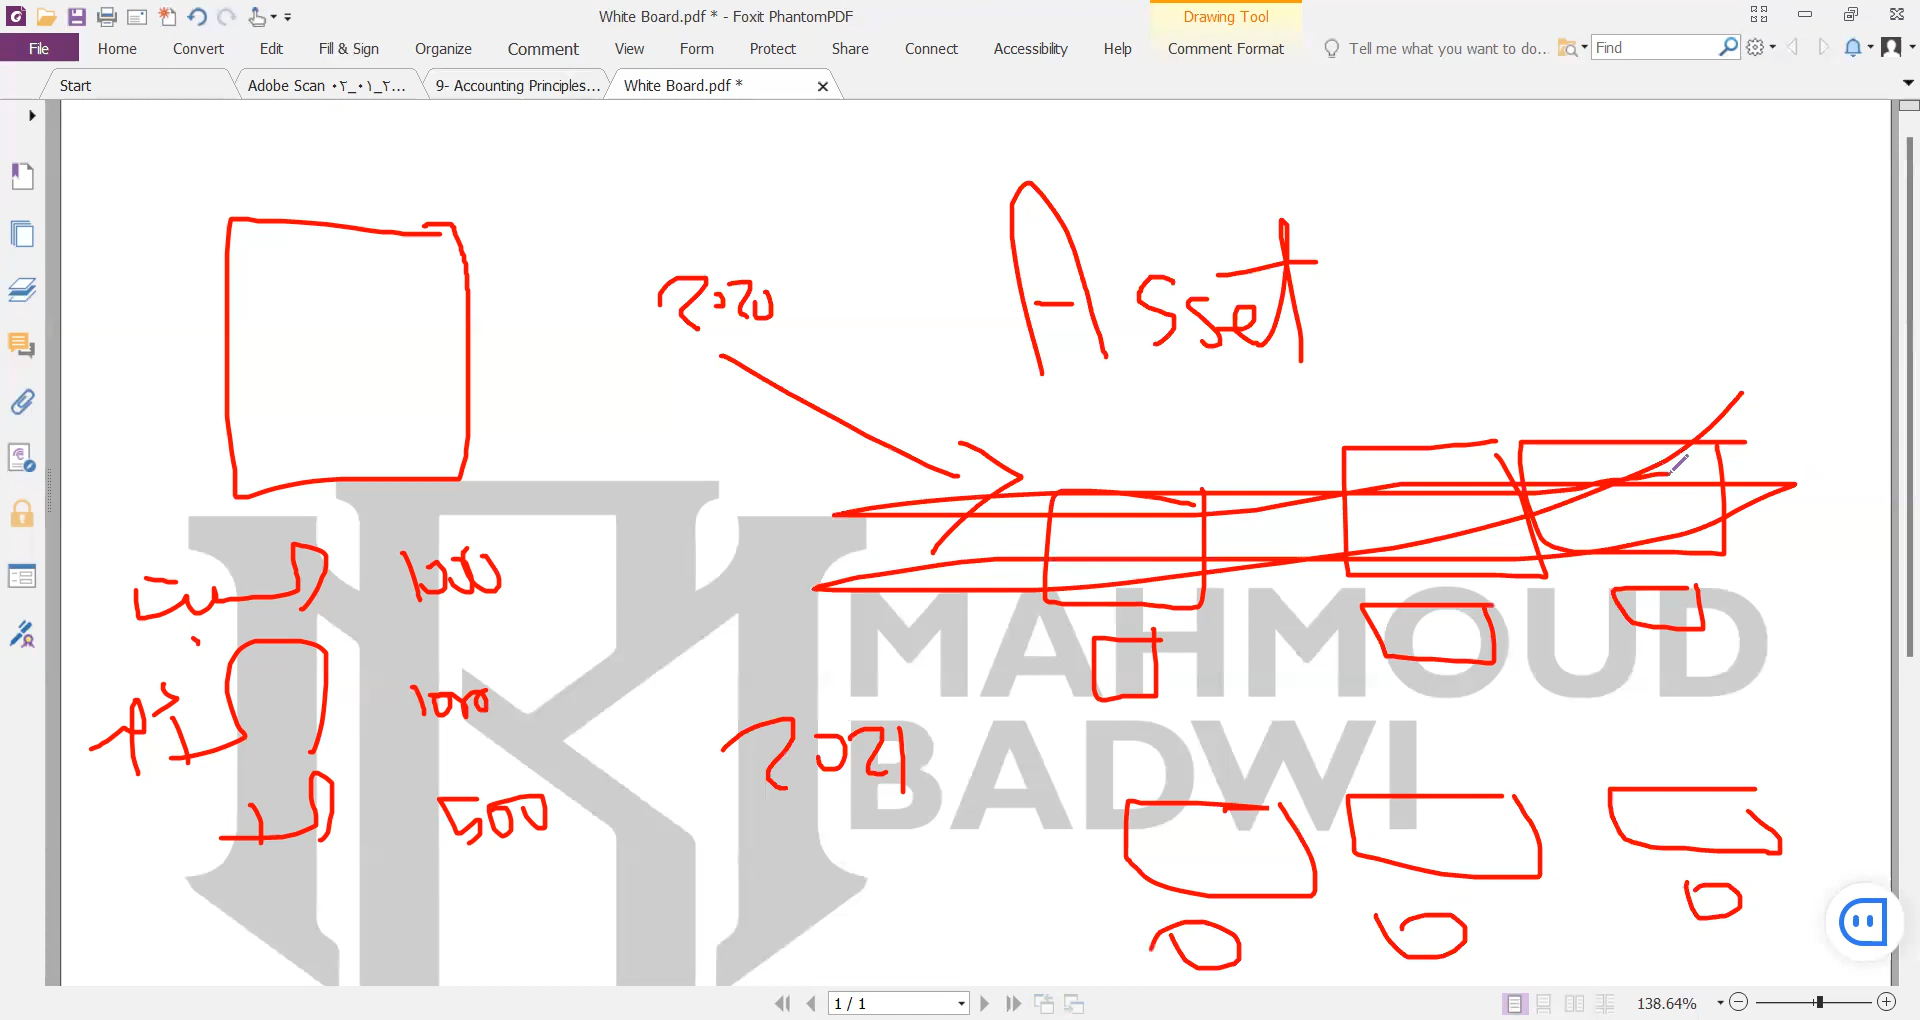 White Board.pdf * - Foxit PhantomPDF
Drawing Tool
File Home Convert Edit Fill & Sign Organize Comment View Form Protect Share Connect Accessibility Help Comment Format Tell me what you want to do... Find
Start Adobe Scan ٠٢_٠١_٢... 9- Accounting Principles... White Board.pdf *
Asset
2020
1000
1000
2021
500
MAHMOUD
BADWI
1 / 1
138.64%